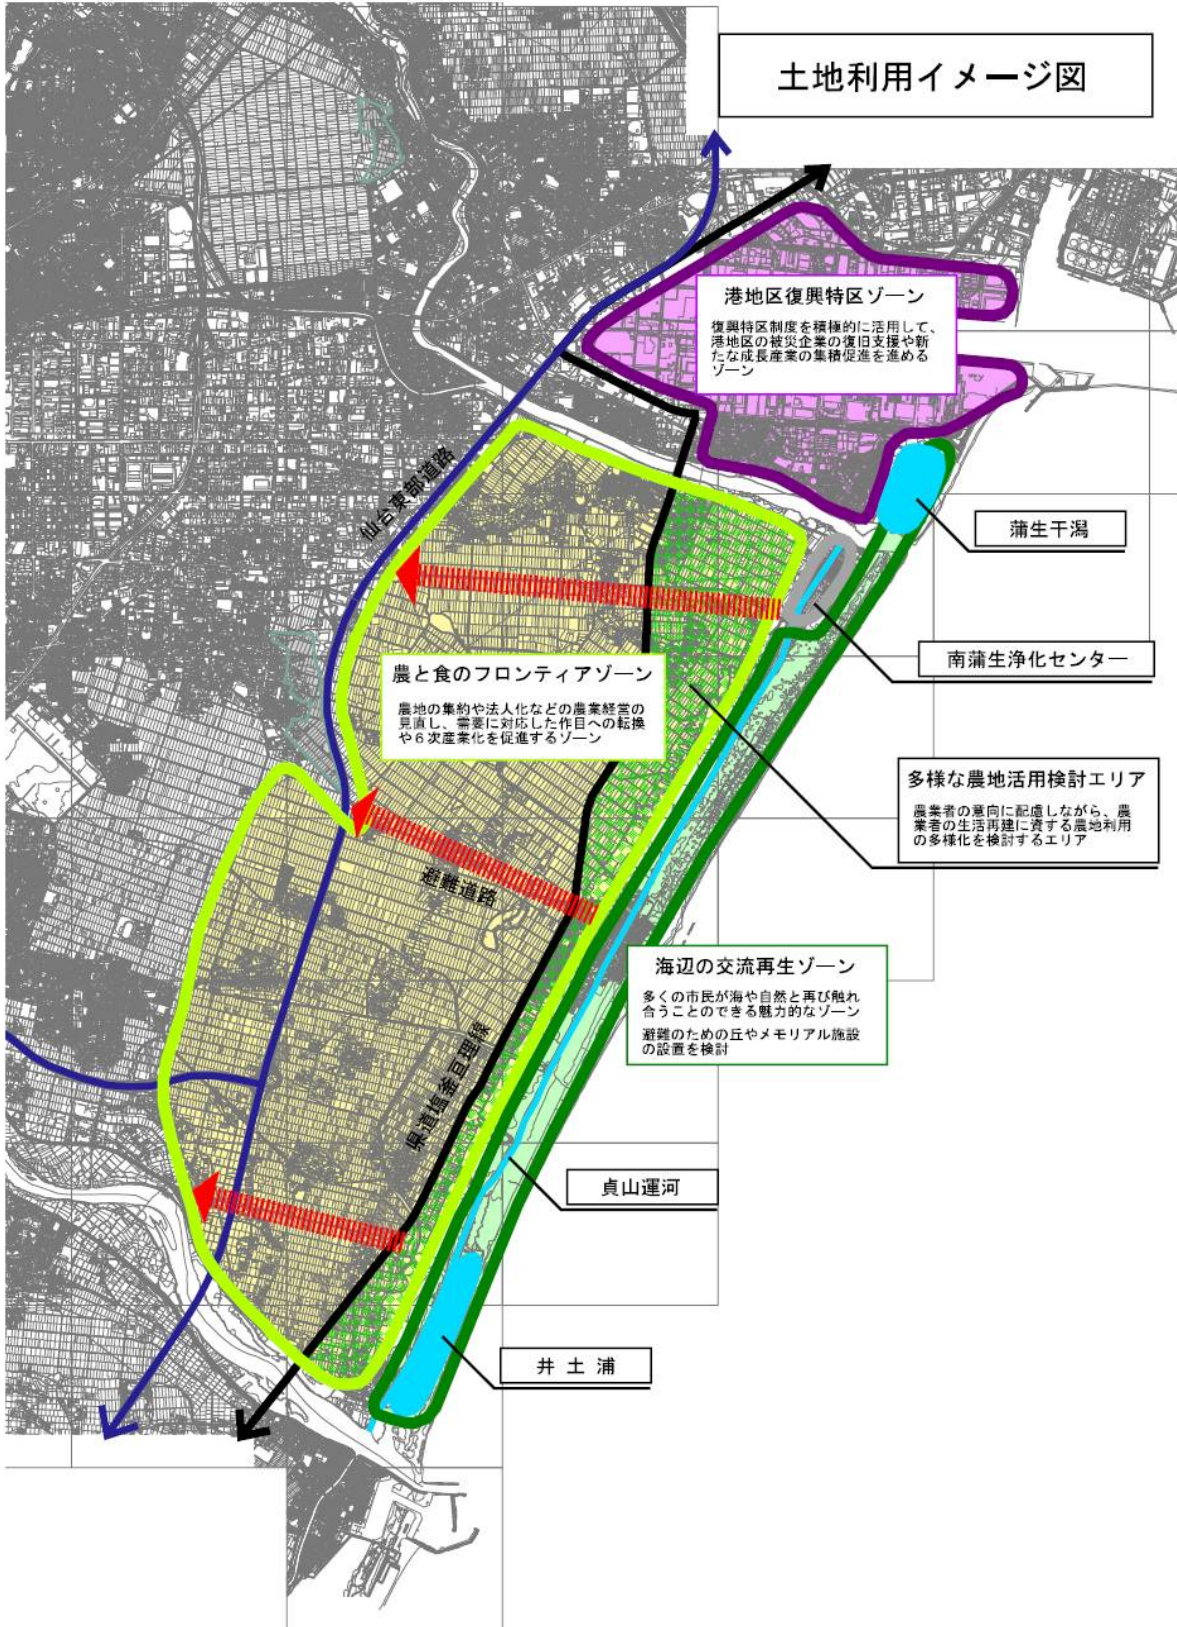 土地利用イメージ図
港地区復興特区ゾーン
復興特区制度を積極的に活用して、
港地区の被災企業の復旧支援や新
たな成長産業の集積促進を進める
ゾーン
仙台東部道路
蒲生干潟
南蒲生浄化センター
農と食のフロンティアゾーン
農地の集約や法人化などの農業経営の
見直し、需要に対応した作目への転換
や6次産業化を促進するゾーン
多様な農地活用検討エリア
農業者の意向に配慮しながら、農
業者の生活再建に資する農地利用
の多様化を検討するエリア
避難道路
海辺の交流再生ゾーン
多くの市民が海や自然と再び触れ
合うことのできる魅力的なゾーン
避難のための丘やメモリアル施設
の設置を検討
県道塩釜亘理線
貞山運河
井土浦